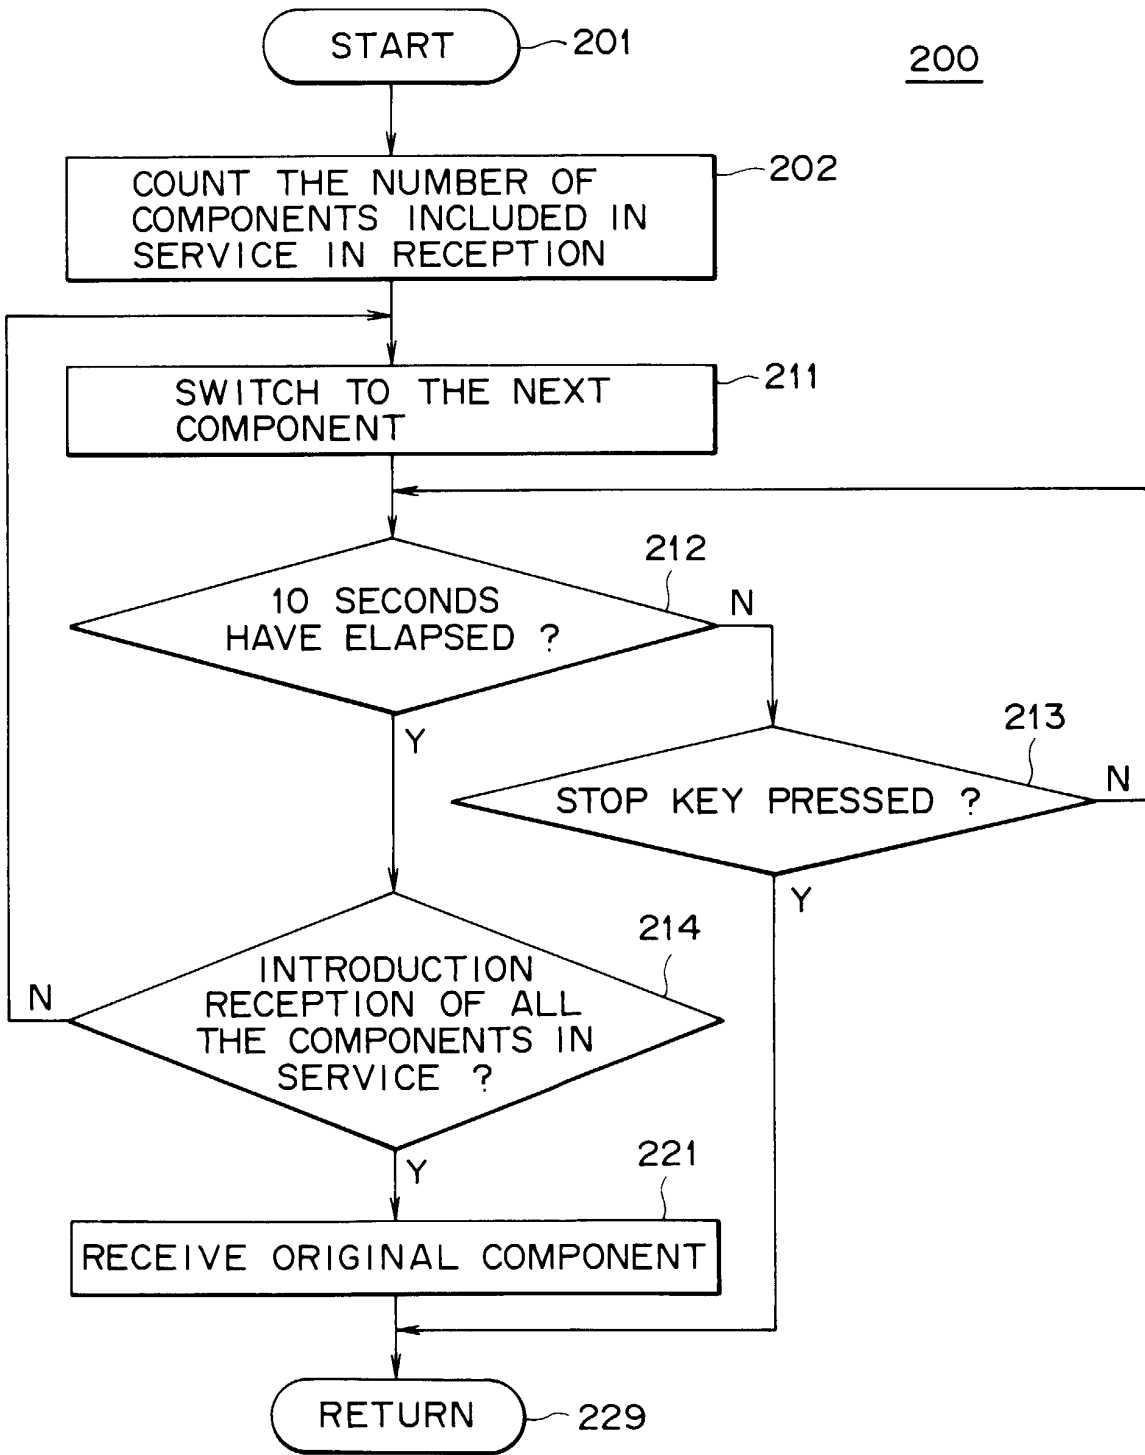 START
201
200
202
COUNT THE NUMBER OF
COMPONENTS INCLUDED IN
SERVICE IN RECEPTION
211
SWITCH TO THE NEXT
COMPONENT
212
10 SECONDS
HAVE ELAPSED ?
N
Y
213
STOP KEY PRESSED ?
N
Y
214
INTRODUCTION
RECEPTION OF ALL
THE COMPONENTS IN
SERVICE ?
N
Y
221
RECEIVE ORIGINAL COMPONENT
RETURN
229